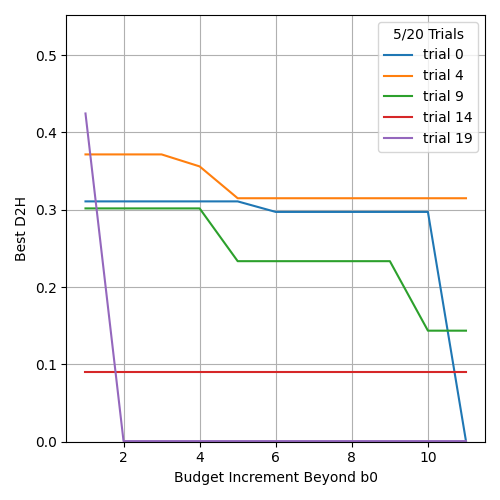 5/20 Trials
trial 0
trial 4
trial 9
trial 14
trial 19
0.5
0.4
0.3
0.2
0.1
0.0
Best D2H
2 4 6 8 10
Budget Increment Beyond b0